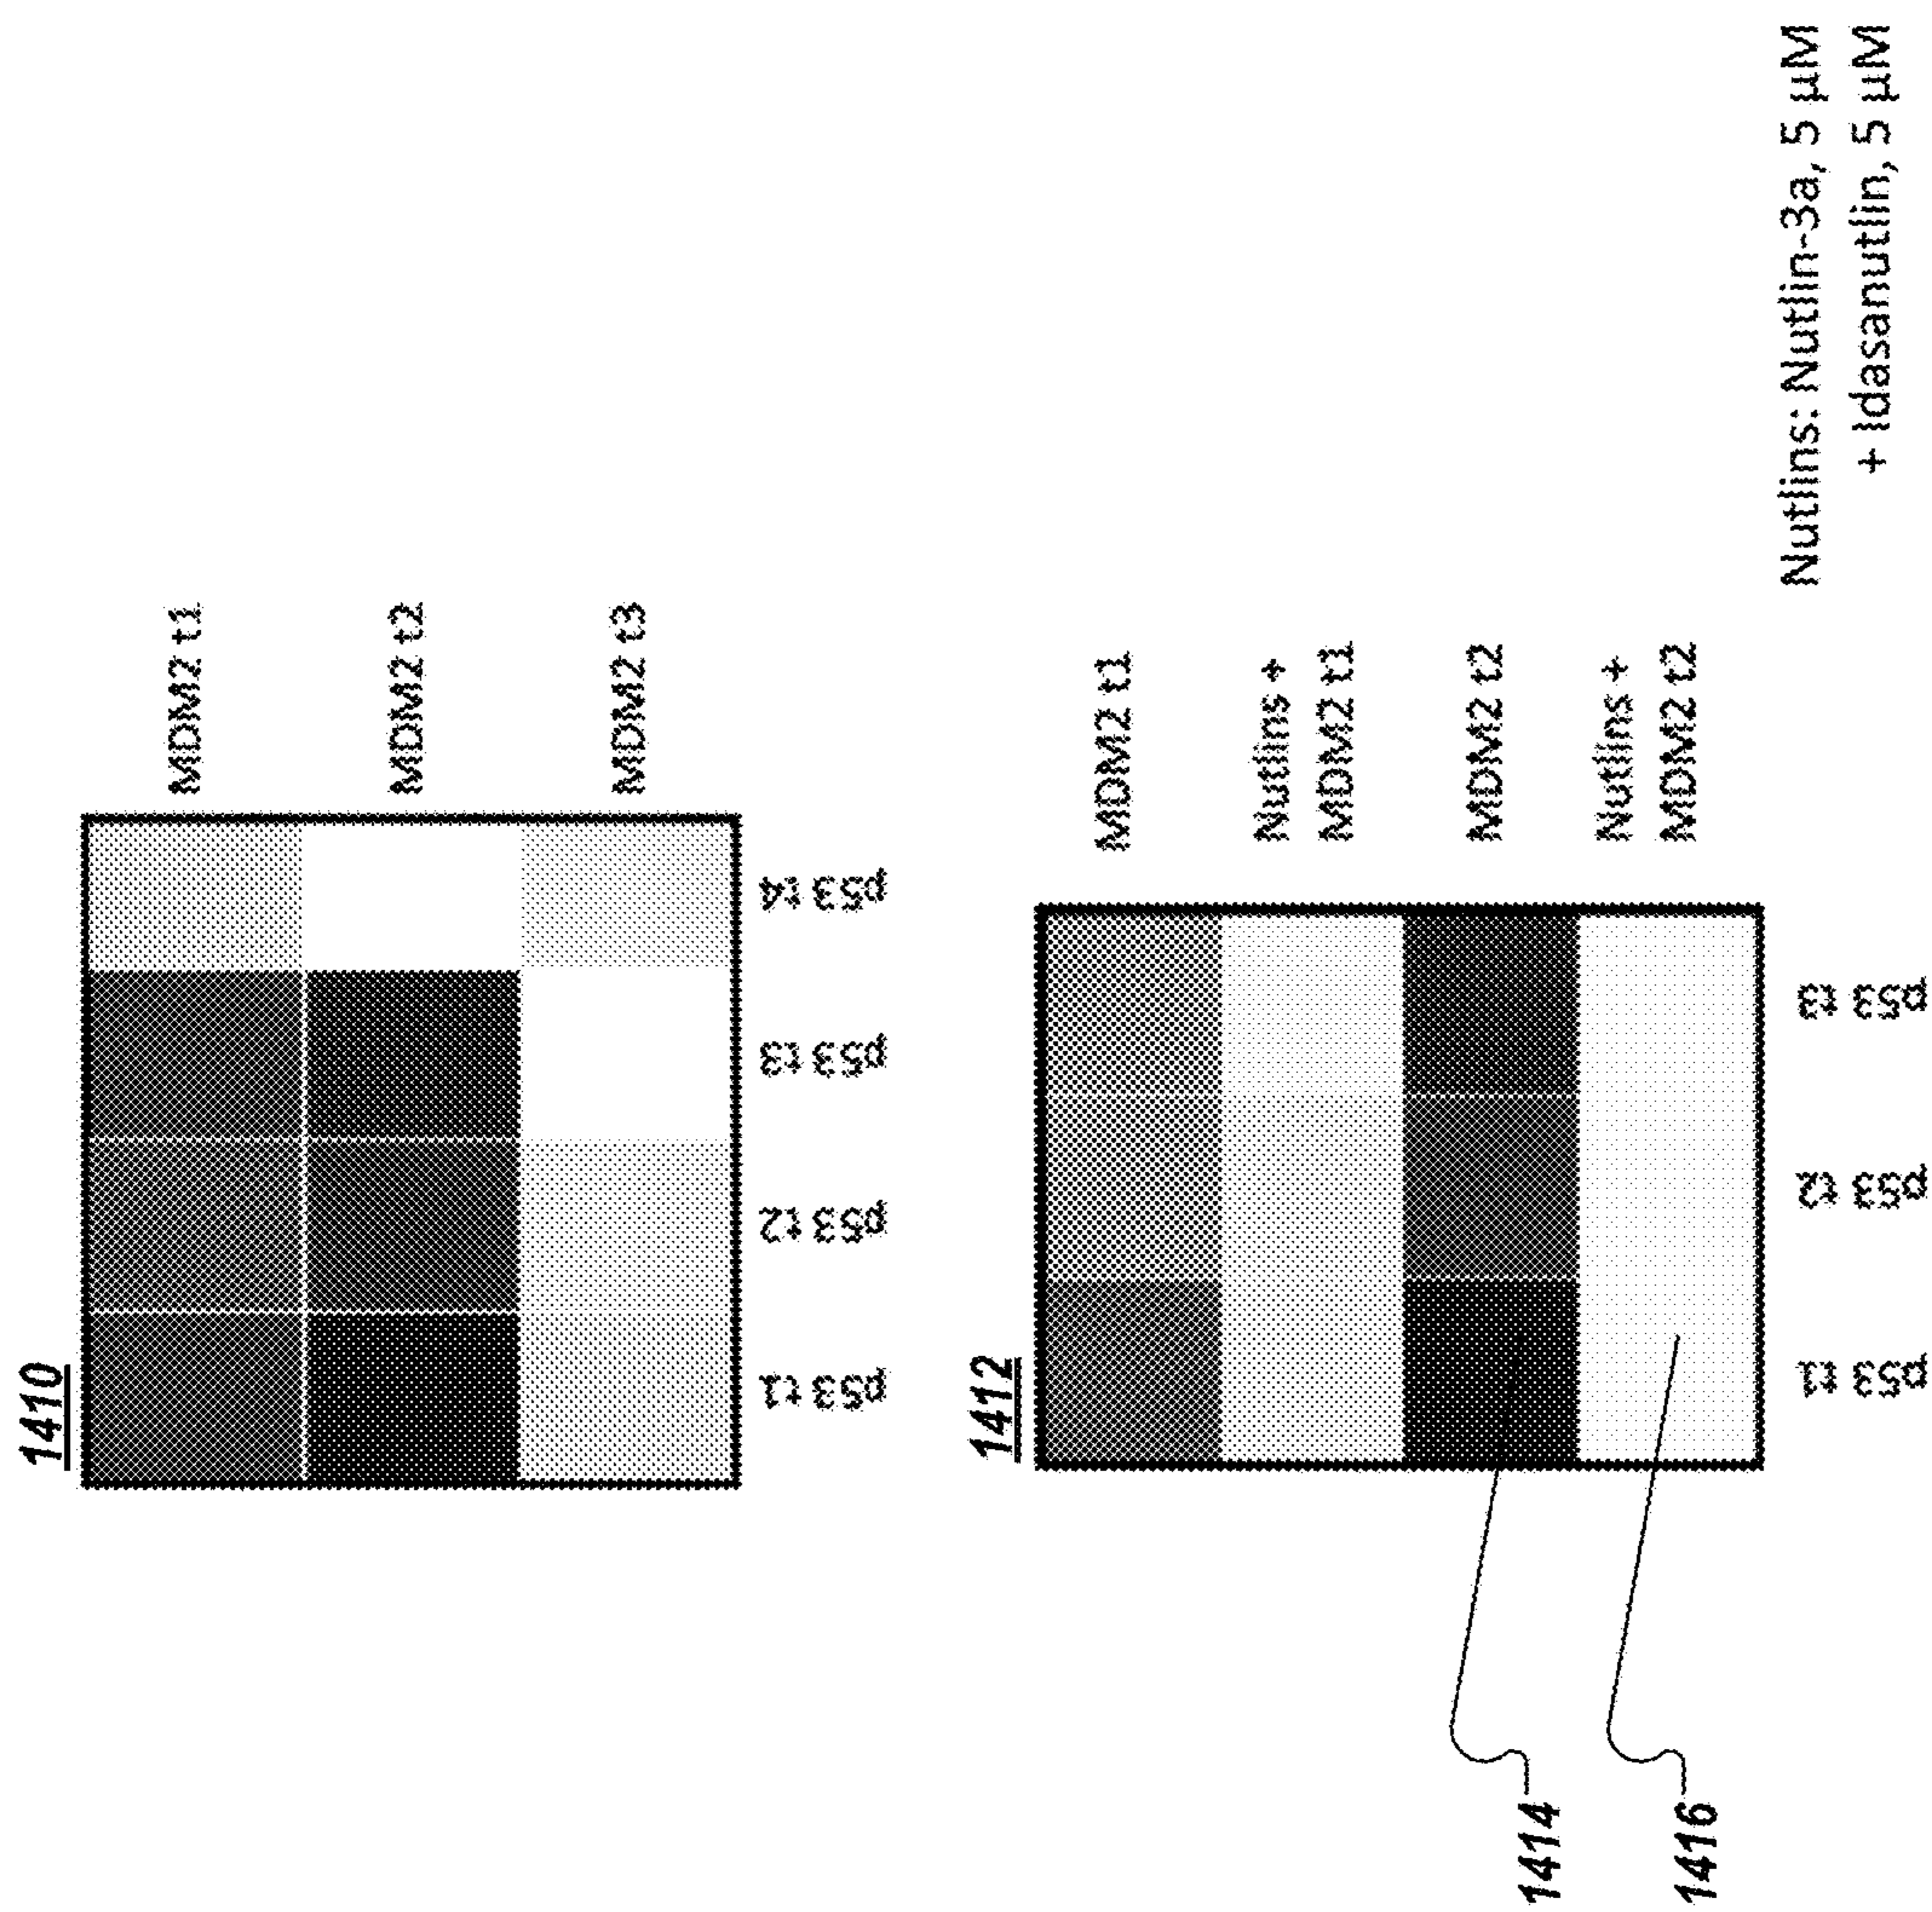 1410
MDM2 t1
MDM2 t2
MDM2 t3
p53 t1
p53 t2
p53 t3
p53 t4
1412
MDM2 t1
Nutlins +
MDM2 t1
MDM2 t2
Nutlins +
MDM2 t2
p53 t1
p53 t2
p53 t3
1414
1416
Nutlins: Nutlin-3a, 5 µM
+ Idasanutlin, 5 µM